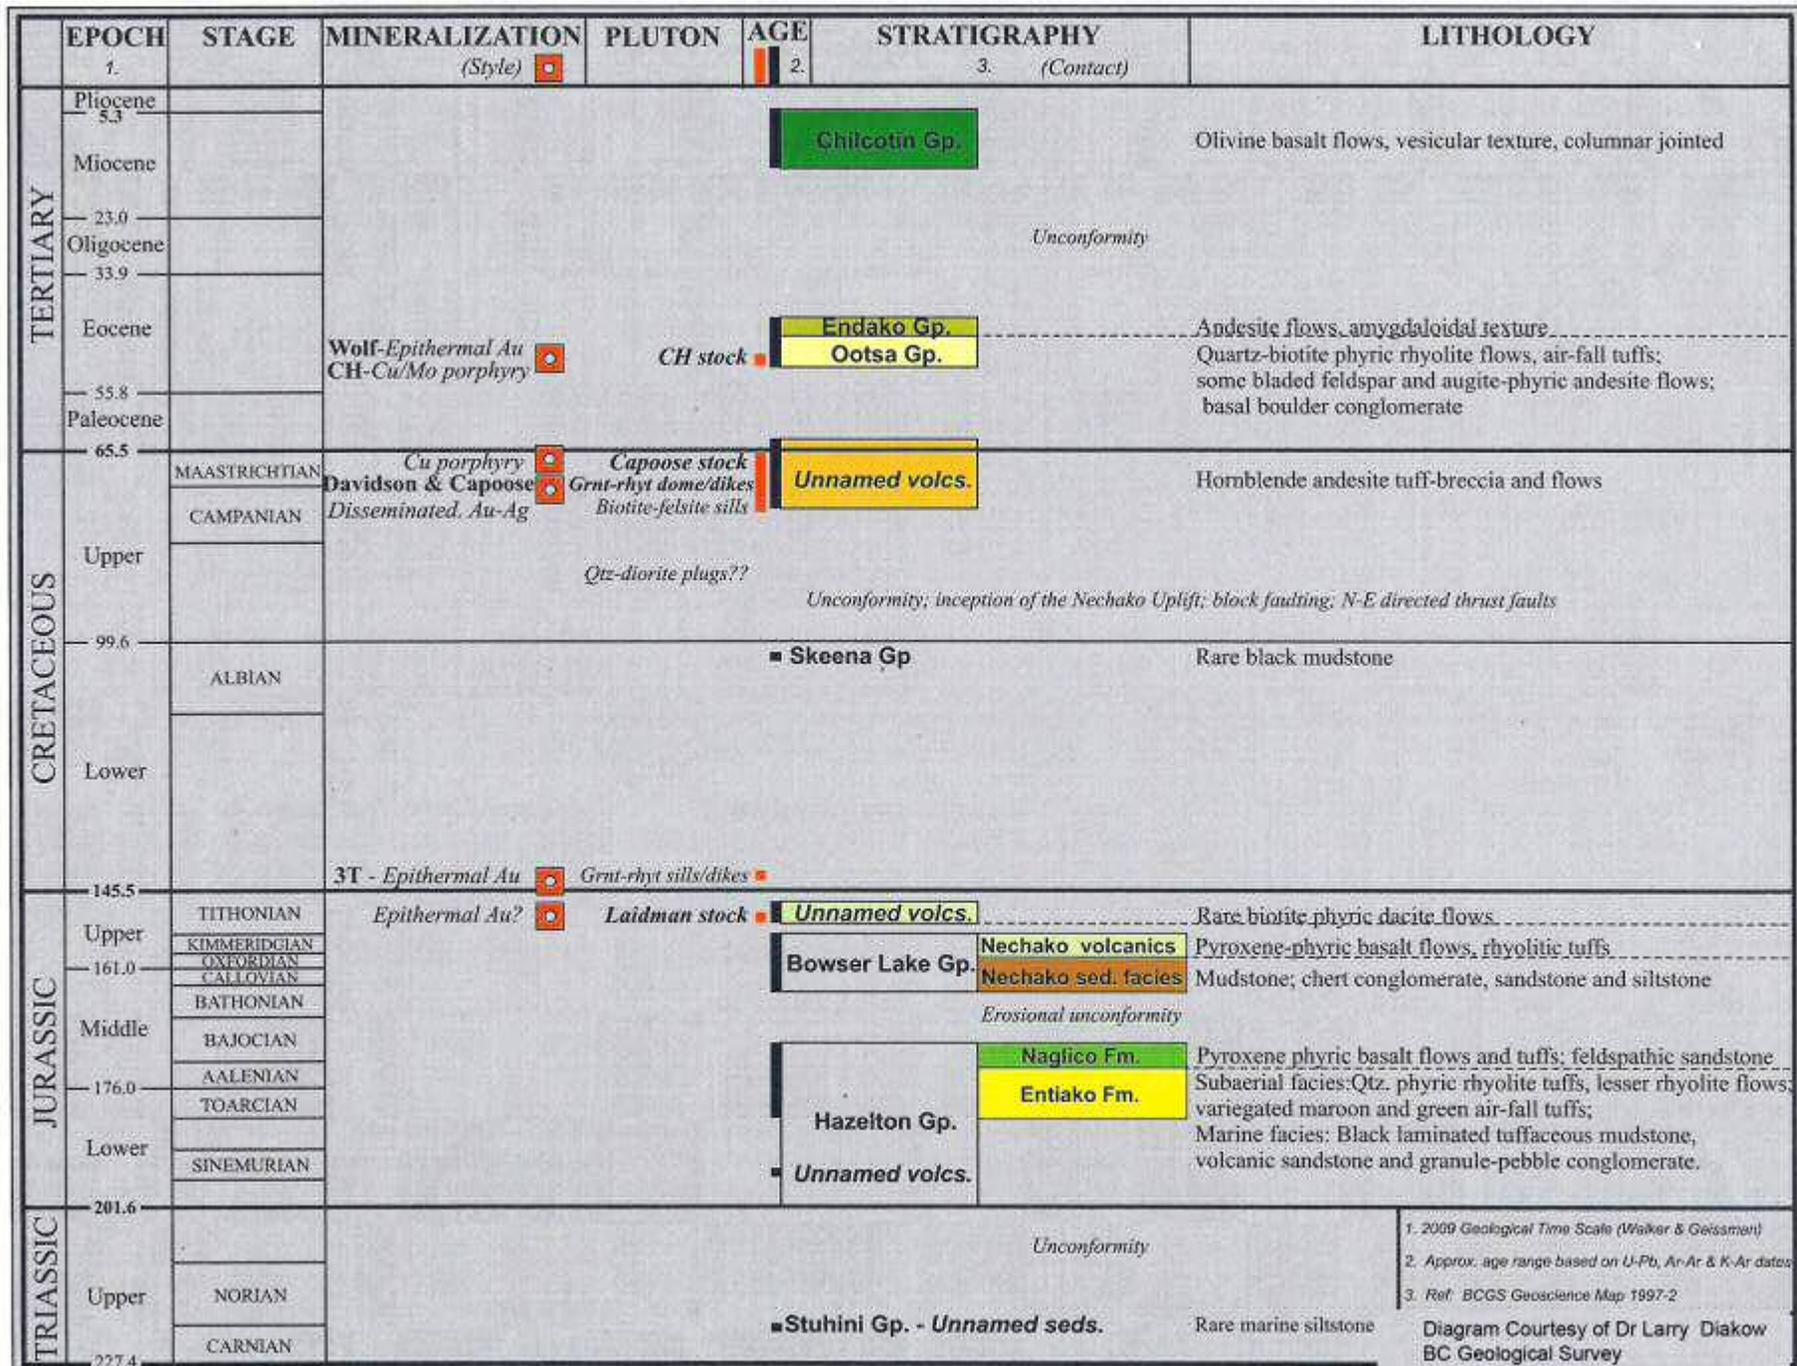 EPOCH STAGE MINERALIZATION PLUTON AGE STRATIGRAPHY LITHOLOGY
1. (Style) 2. 3. (Contact)
TERTIARY
Pliocene
5.3
Chilcotin Gp. Olivine basalt flows, vesicular texture, columnar jointed
Miocene
23.0
Oligocene Unconformity
33.9
Eocene Endako Gp. Andesite flows, amygdaloidal texture
Wolf-Epithermal Au CH stock Ootsa Gp. Quartz-biotite phyric rhyolite flows, air-fall tuffs;
CH-Cu/Mo porphyry some bladed feldspar and augite-phyric andesite flows;
55.8 basal boulder conglomerate
Paleocene
65.5
CRETACEOUS
Cu porphyry Capoose stock
MAASTRICHTIAN Davidson & Capoose Grnt-rhyt dome/dikes Unnamed volcs. Hornblende andesite tuff-breccia and flows
CAMPANIAN Disseminated. Au-Ag Biotite-felsite sills
Upper
Qtz-diorite plugs??
Unconformity; inception of the Nechako Uplift; block faulting; N-E directed thrust faults
99.6
Skeena Gp Rare black mudstone
ALBIAN
Lower
3T - Epithermal Au Grnt-rhyt sills/dikes
145.5
JURASSIC
TITHONIAN Epithermal Au? Laidman stock Unnamed volcs. Rare biotite phyric dacite flows
Upper KIMMERIDGIAN Nechako volcanics Pyroxene-phyric basalt flows, rhyolitic tuffs
OXFORDIAN
161.0 Bowser Lake Gp.
CALLOVIAN Nechako sed. facies Mudstone; chert conglomerate, sandstone and siltstone
BATHONIAN
Erosional unconformity
Middle
BAJOCIAN
Naglico Fm. Pyroxene phyric basalt flows and tuffs; feldspathic sandstone
AALENIAN
176.0 Entiako Fm. Subaerial facies:Qtz. phyric rhyolite tuffs, lesser rhyolite flows;
TOARCIAN variegated maroon and green air-fall tuffs;
Hazelton Gp. Marine facies: Black laminated tuffaceous mudstone,
Lower volcanic sandstone and granule-pebble conglomerate.
SINEMURIAN Unnamed volcs.
201.6
TRIASSIC
Unconformity
Upper NORIAN
Stuhini Gp. - Unnamed seds. Rare marine siltstone
CARNIAN
227.4
1. 2009 Geological Time Scale (Walker & Geissman)
2. Approx. age range based on U-Pb, Ar-Ar & K-Ar dates
3. Ref: BCGS Geoscience Map 1997-2
Diagram Courtesy of Dr Larry Diakow
BC Geological Survey